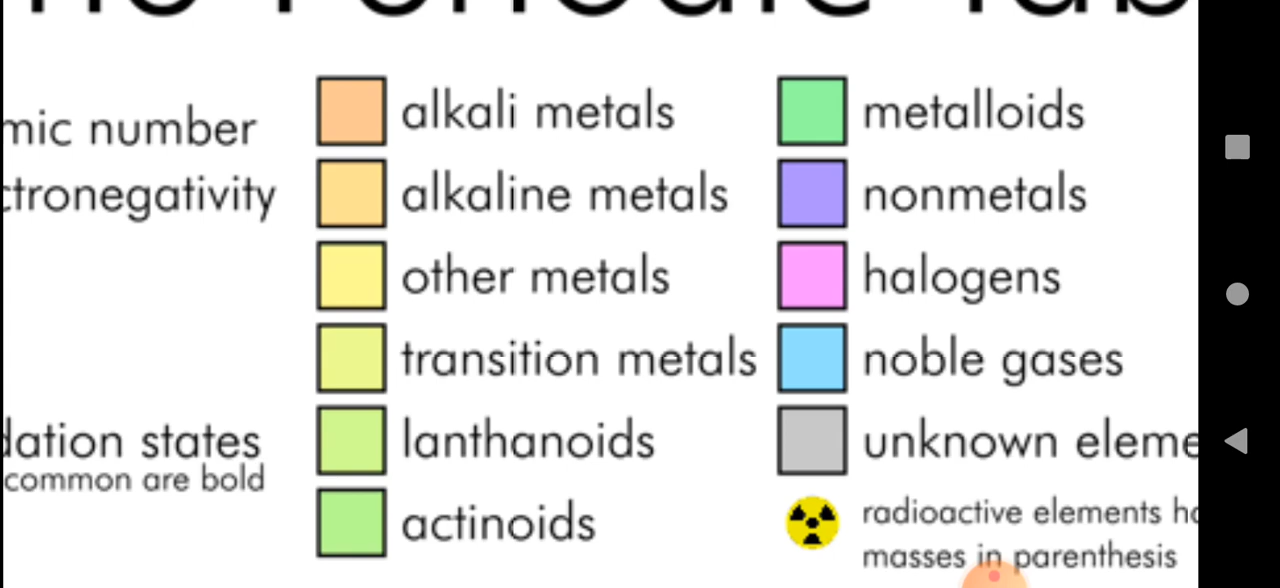 mic number
ctronegativity
dation states
common are bold
alkali metals
alkaline metals
other metals
transition metals
lanthanoids
actinoids
metalloids
nonmetals
halogens
noble gases
unknown eleme
radioactive elements ha
masses in parenthesis